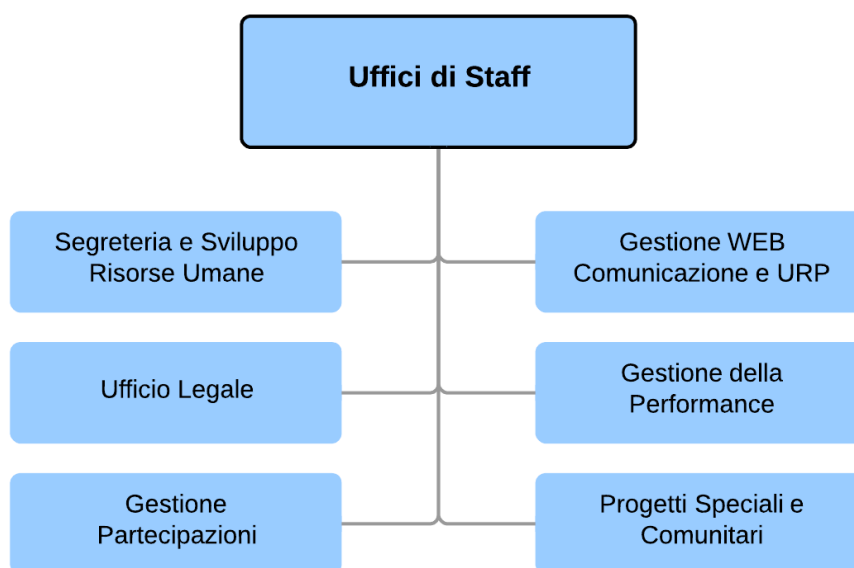 Uffici di Staff
Segreteria e Sviluppo
Risorse Umane
Gestione WEB
Comunicazione e URP
Ufficio Legale
Gestione della
Performance
Gestione
Partecipazioni
Progetti Speciali e
Comunitari